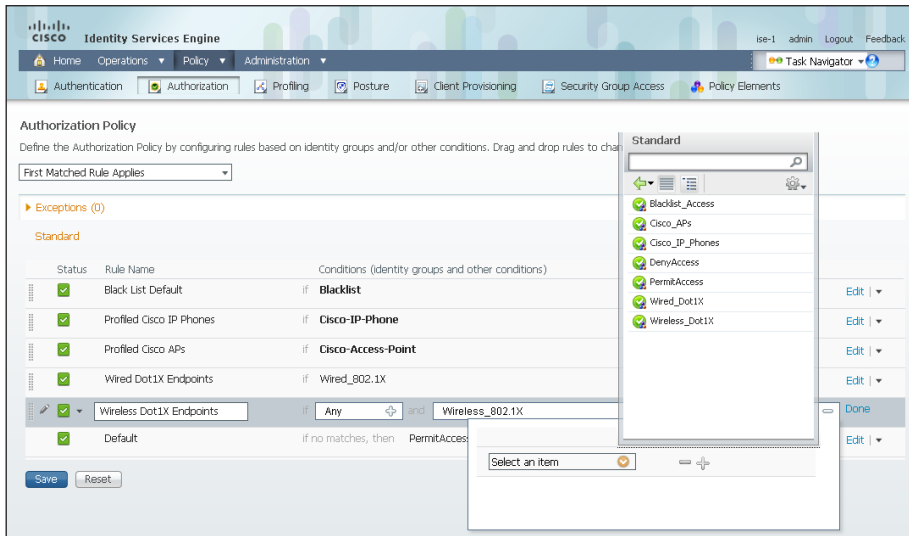 CISCO Identity Services Engine
ise-1 admin Logout Feedback
Home Operations Policy Administration
Task Navigator
Authentication Authorization Profiling Posture Client Provisioning Security Group Access Policy Elements
Authorization Policy
Define the Authorization Policy by configuring rules based on identity groups and/or other conditions. Drag and drop rules to
First Matched Rule Applies
Exceptions (0)
Standard
Status Rule Name Conditions (identity groups and other conditions)
Black List Default if Blacklist Edit
Profiled Cisco IP Phones if Cisco-IP-Phone Edit
Profiled Cisco APs if Cisco-Access-Point Edit
Wired Dot1X Endpoints if Wired_802.1X Edit
Wireless Dot1X Endpoints if Any and Wireless_802.1X Done
Default if no matches, then Edit
Save Reset
Standard
Blacklist_Access
Cisco_APs
Cisco_IP_Phones
DenyAccess
PermitAccess
Wired_Dot1X
Wireless_Dot1X
Select an item